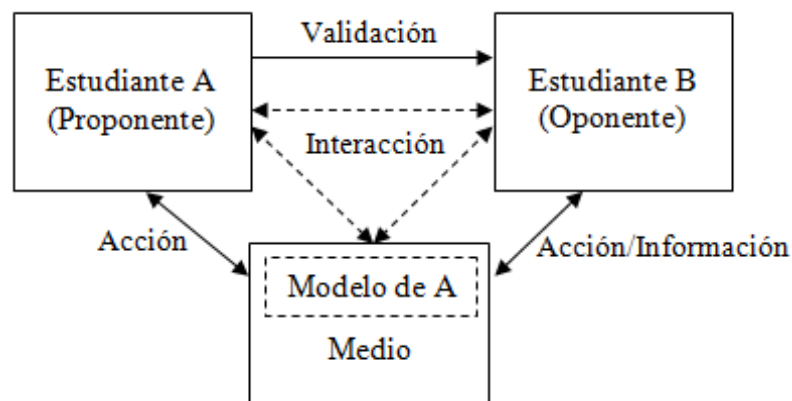 Validación
Estudiante A
(Proponente)
Estudiante B
(Oponente)
Interacción
Acción
Acción/Información
Modelo de A
Medio